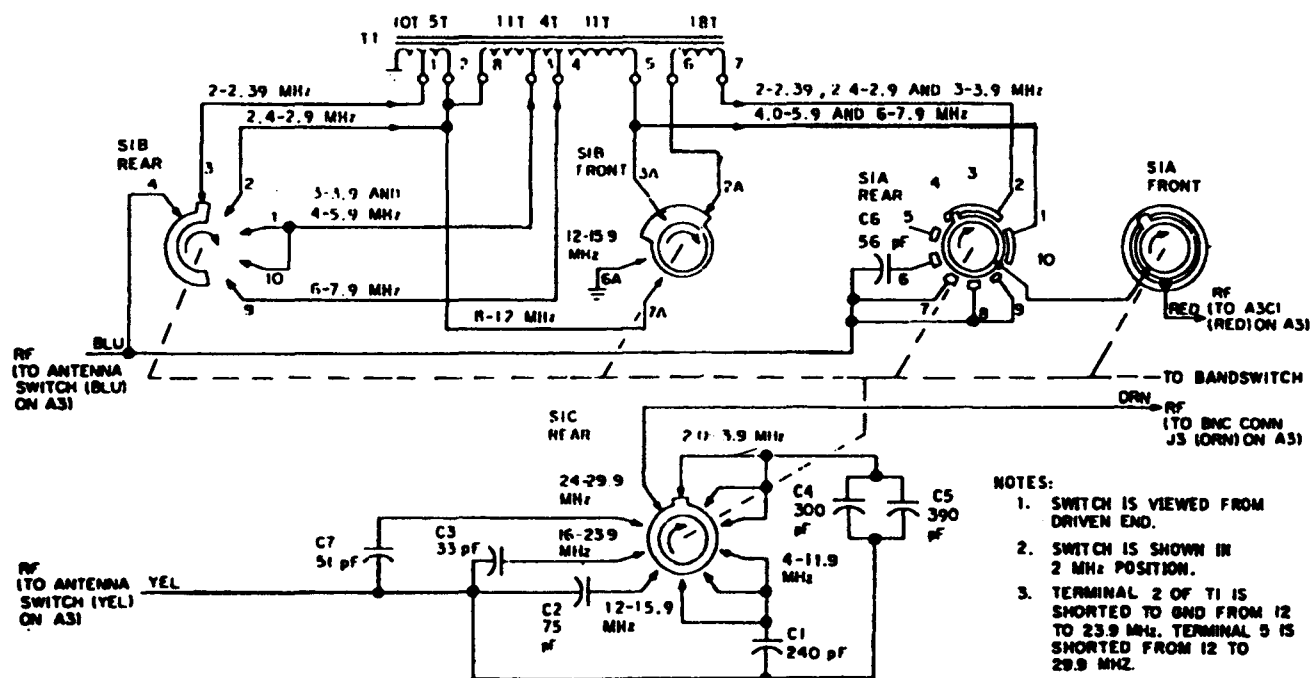 10T 5T 11T 4T 11T 18T
T1
1 2 8 3 4 5 6 7
2-2.39 MHz
2-2.39, 2 4-2.9 AND 3-3.9 MHz
2.4-2.9 MHz
4.0-5.9 AND 6-7.9 MHz
S1B
REAR
S1B
FRONT
S1A
REAR
S1A
FRONT
4 3 2
3A 2A
4 3 2
C6
56 pF
5
1
3-3.9 AND
4-5.9 MHz
1
12-15.9
MHz
10
6A
6
10
9
6-7.9 MHz
7A
7 8 9
RED
RF
(TO A3C1
(RED) ON A3)
BLU
RF
(TO ANTENNA
SWITCH (BLU)
ON A3)
TO BANDSWITCH
ORN
RF
(TO BNC CONN
J3 (ORN) ON A3)
S1C
REAR
3.9 MHz
24-29.9
MHz
C7
51 pF
C3
33 pF
16-23.9
MHz
C4
300
pF
C5
390
pF
4-11.9
MHz
RF
(TO ANTENNA
SWITCH (YEL)
ON A3)
YEL
C2
75
pF
12-15.9
MHz
C1
240 pF
NOTES:
1. SWITCH IS VIEWED FROM
DRIVEN END.
2. SWITCH IS SHOWN IN
2 MHz POSITION.
3. TERMINAL 2 OF T1 IS
SHORTED TO GND FROM 12
TO 23.9 MHz. TERMINAL 5 IS
SHORTED FROM 12 TO
29.9 MHZ.